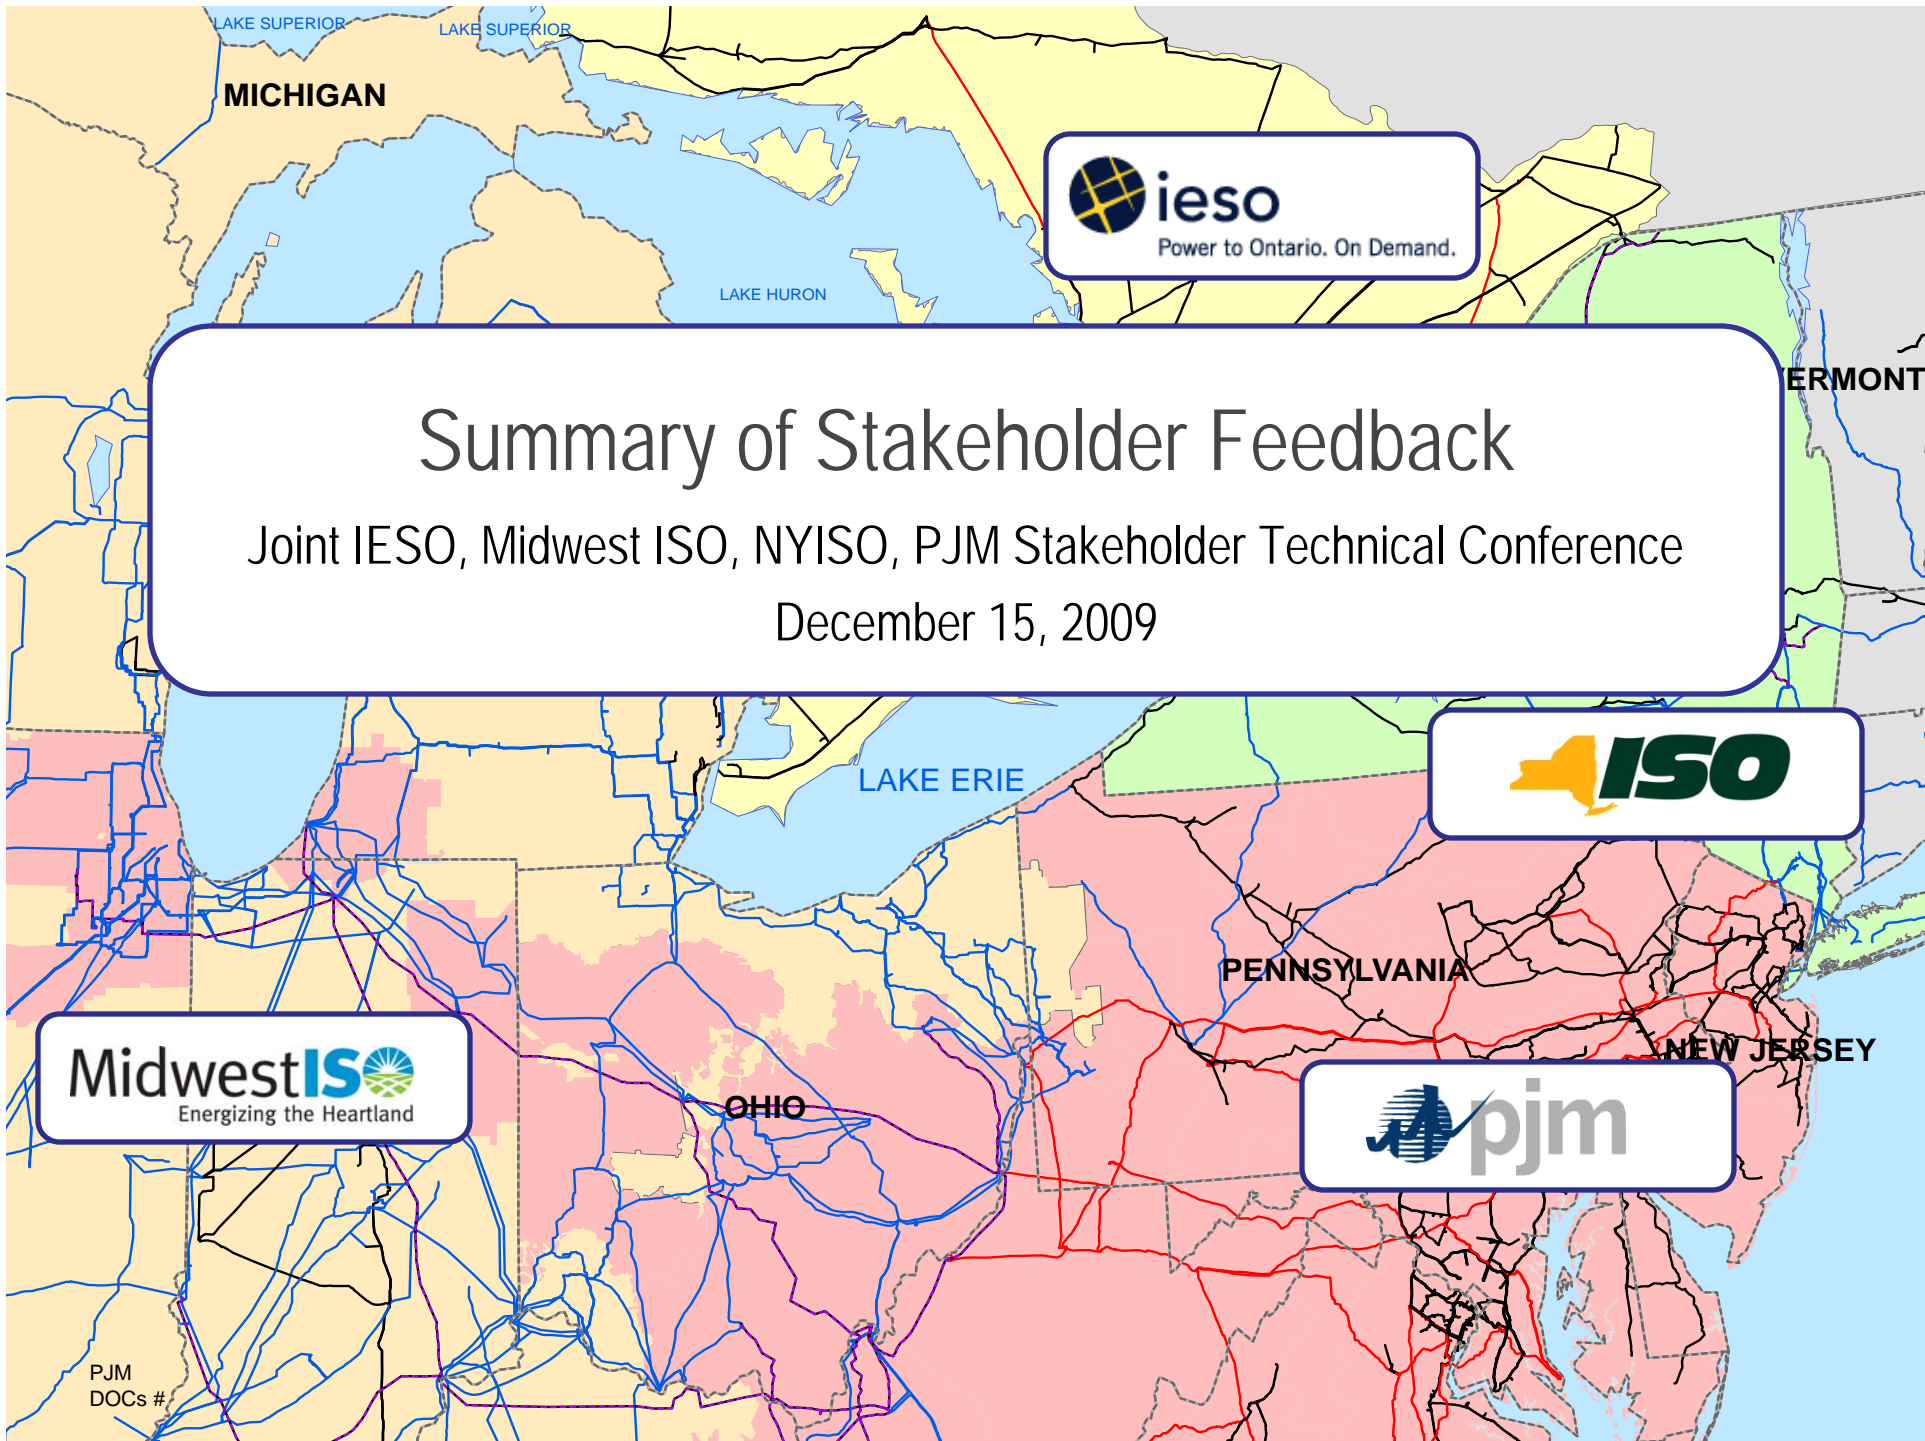 LAKE SUPERIOR
LAKE SUPERIOR
MICHIGAN
ieso
Power to Ontario. On Demand.
LAKE HURON
VERMONT
Summary of Stakeholder Feedback
Joint IESO, Midwest ISO, NYISO, PJM Stakeholder Technical Conference
December 15, 2009
ISO
LAKE ERIE
PENNSYLVANIA
NEW JERSEY
MidwestISO
Energizing the Heartland
OHIO
pjm
PJM
DOCs #